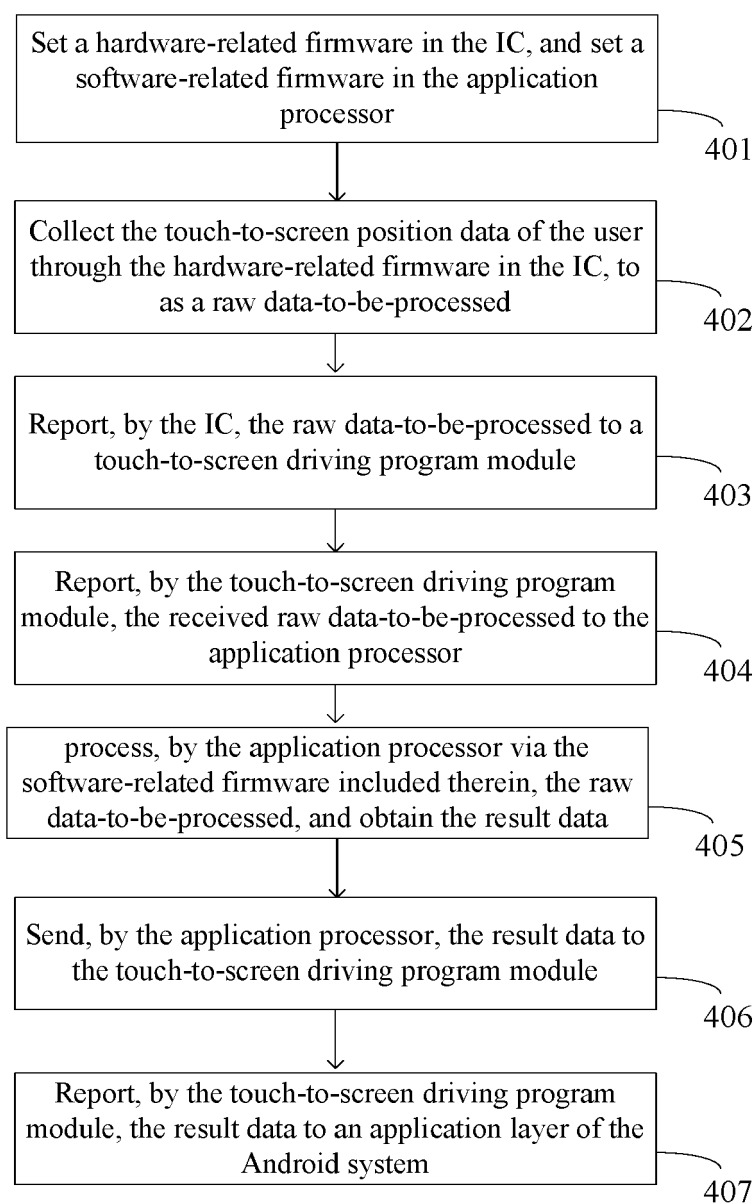 Set a hardware-related firmware in the IC, and set a
software-related firmware in the application
processor
401
Collect the touch-to-screen position data of the user
through the hardware-related firmware in the IC, to
as a raw data-to-be-processed
402
Report, by the IC, the raw data-to-be-processed to a
touch-to-screen driving program module
403
Report, by the touch-to-screen driving program
module, the received raw data-to-be-processed to the
application processor
404
process, by the application processor via the
software-related firmware included therein, the raw
data-to-be-processed, and obtain the result data
405
Send, by the application processor, the result data to
the touch-to-screen driving program module
406
Report, by the touch-to-screen driving program
module, the result data to an application layer of the
Android system
407